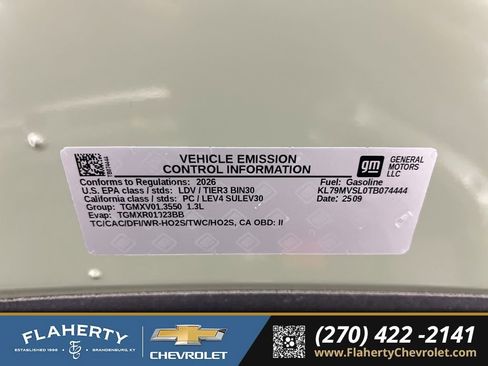 VEHICLE EMISSION
CONTROL INFORMATION
gm
GENERAL
MOTORS
LLC
Conforms to Regulations: 2026
U.S. EPA class / stds: LDV / TIER3 BIN30
California class / stds: PC / LEV4 SULEV30
Group: TGMXV01.3550 1.3L
Evap: TGMXR0123BB
TC/CAC/DFI/WR-HO2S/TWC/HO2S, CA OBD: II
Fuel: Gasoline
KL79MVSL0TB074444
Date: 2509
FLAHERTY
ESTABLISHED 1996
BRANDENBURG, KY
CHEVROLET
(270) 422 -2141
www.FlahertyChevrolet.com